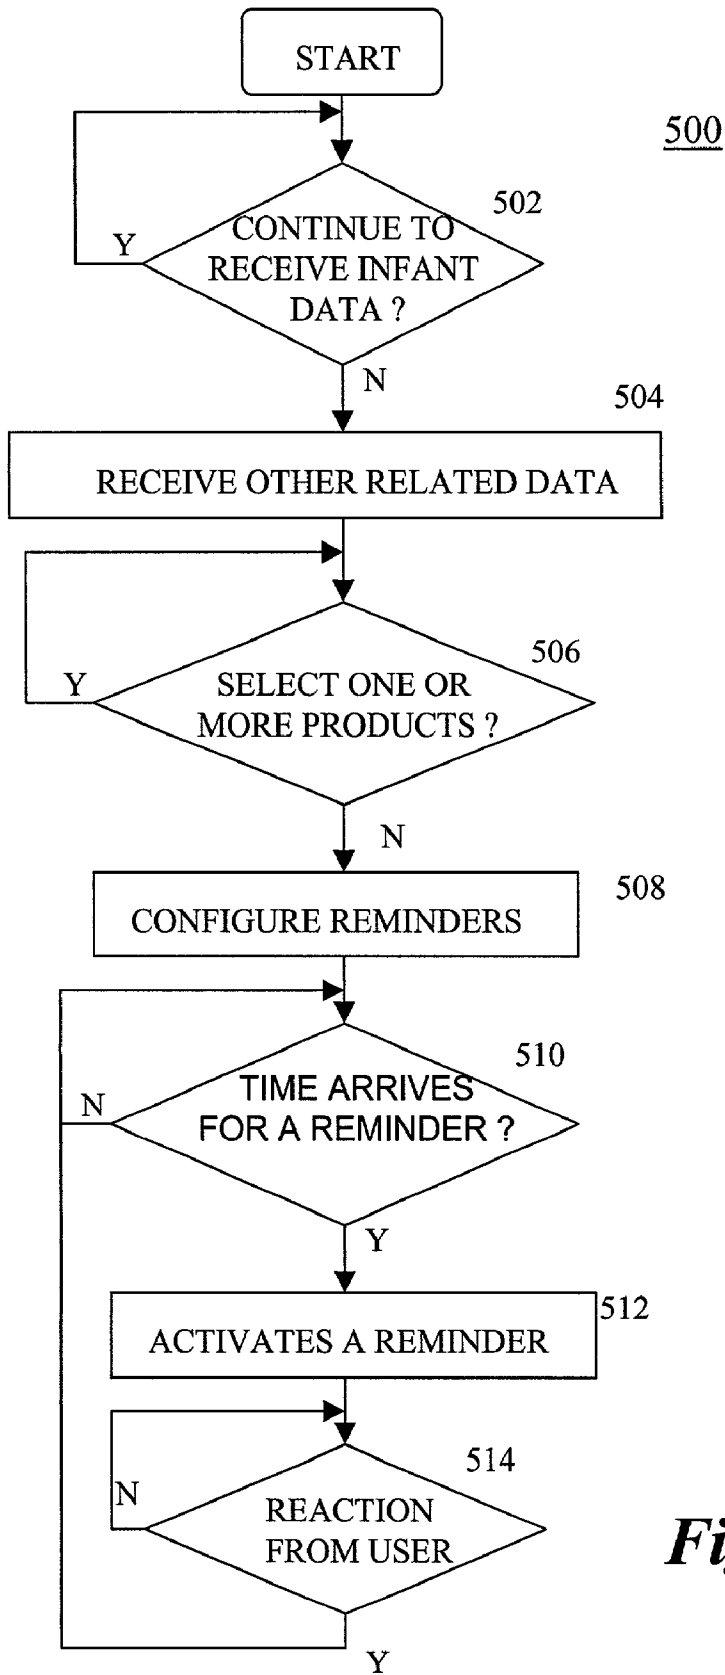 START
500
502
CONTINUE TO
RECEIVE INFANT
DATA ?
Y
N
504
RECEIVE OTHER RELATED DATA
506
SELECT ONE OR
MORE PRODUCTS ?
Y
N
508
CONFIGURE REMINDERS
510
TIME ARRIVES
FOR A REMINDER ?
N
Y
512
ACTIVATES A REMINDER
514
REACTION
FROM USER
N
Y